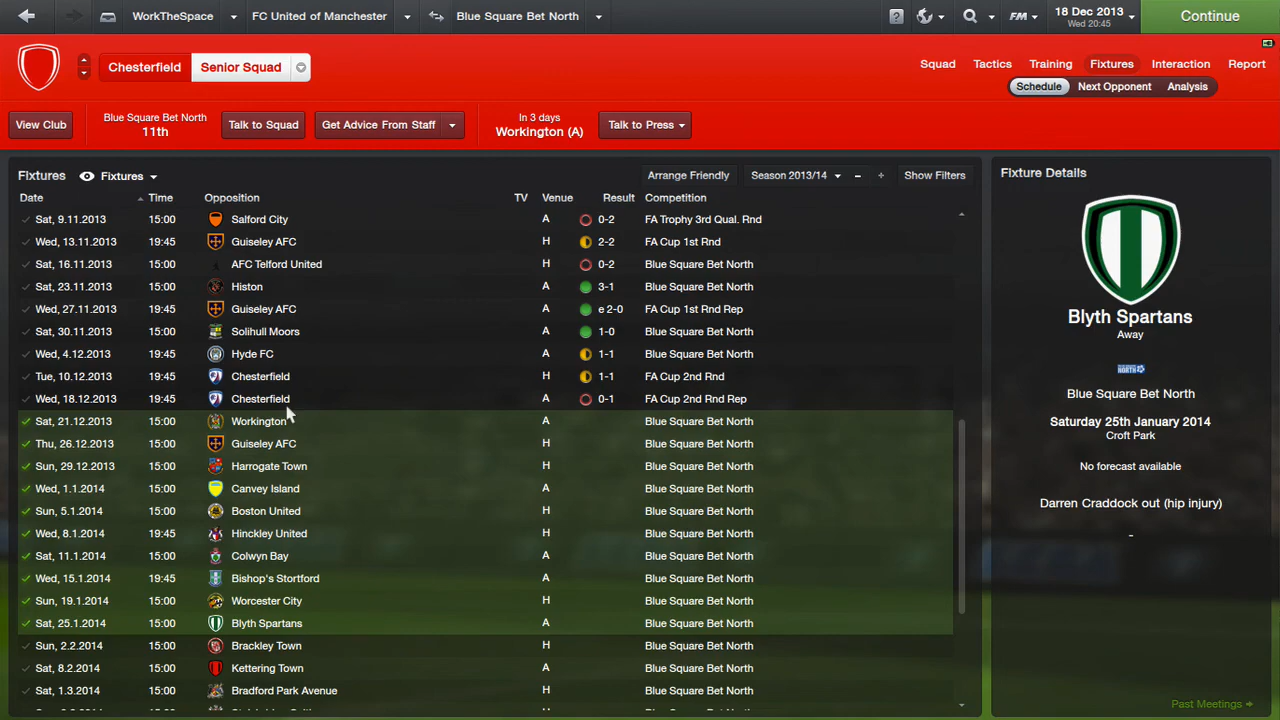 WorkTheSpace FC United of Manchester Blue Square Bet North ? FM 18 Dec 2013 Wed 20:45 Continue
Chesterfield Senior Squad
Squad Tactics Training Fixtures Interaction Report
Schedule Next Opponent Analysis
View Club Blue Square Bet North 11th Talk to Squad Get Advice From Staff In 3 days Workington (A) Talk to Press
Fixtures Fixtures Arrange Friendly Season 2013/14 - + Show Filters
Date Time Opposition TV Venue Result Competition
Sat, 9.11.2013 15:00 Salford City A 0-2 FA Trophy 3rd Qual. Rnd
Wed, 13.11.2013 19:45 Guiseley AFC H 2-2 FA Cup 1st Rnd
Sat, 16.11.2013 15:00 AFC Telford United H 0-2 Blue Square Bet North
Sat, 23.11.2013 15:00 Histon A 3-1 Blue Square Bet North
Wed, 27.11.2013 19:45 Guiseley AFC A e 2-0 FA Cup 1st Rnd Rep
Sat, 30.11.2013 15:00 Solihull Moors A 1-0 Blue Square Bet North
Wed, 4.12.2013 19:45 Hyde FC A 1-1 Blue Square Bet North
Tue, 10.12.2013 19:45 Chesterfield H 1-1 FA Cup 2nd Rnd
Wed, 18.12.2013 19:45 Chesterfield A 0-1 FA Cup 2nd Rnd Rep
Sat, 21.12.2013 15:00 Workington A Blue Square Bet North
Thu, 26.12.2013 15:00 Guiseley AFC H Blue Square Bet North
Sun, 29.12.2013 15:00 Harrogate Town H Blue Square Bet North
Wed, 1.1.2014 15:00 Canvey Island A Blue Square Bet North
Sun, 5.1.2014 15:00 Boston United H Blue Square Bet North
Wed, 8.1.2014 19:45 Hinckley United H Blue Square Bet North
Sat, 11.1.2014 15:00 Colwyn Bay A Blue Square Bet North
Wed, 15.1.2014 19:45 Bishop's Stortford A Blue Square Bet North
Sun, 19.1.2014 15:00 Worcester City H Blue Square Bet North
Sat, 25.1.2014 15:00 Blyth Spartans A Blue Square Bet North
Sun, 2.2.2014 15:00 Brackley Town H Blue Square Bet North
Sat, 8.2.2014 15:00 Kettering Town A Blue Square Bet North
Sat, 1.3.2014 15:00 Bradford Park Avenue H Blue Square Bet North
Fixture Details
Blyth Spartans
Away
NORTH
Blue Square Bet North
Saturday 25th January 2014
Croft Park
No forecast available
Darren Craddock out (hip injury)
-
Past Meetings